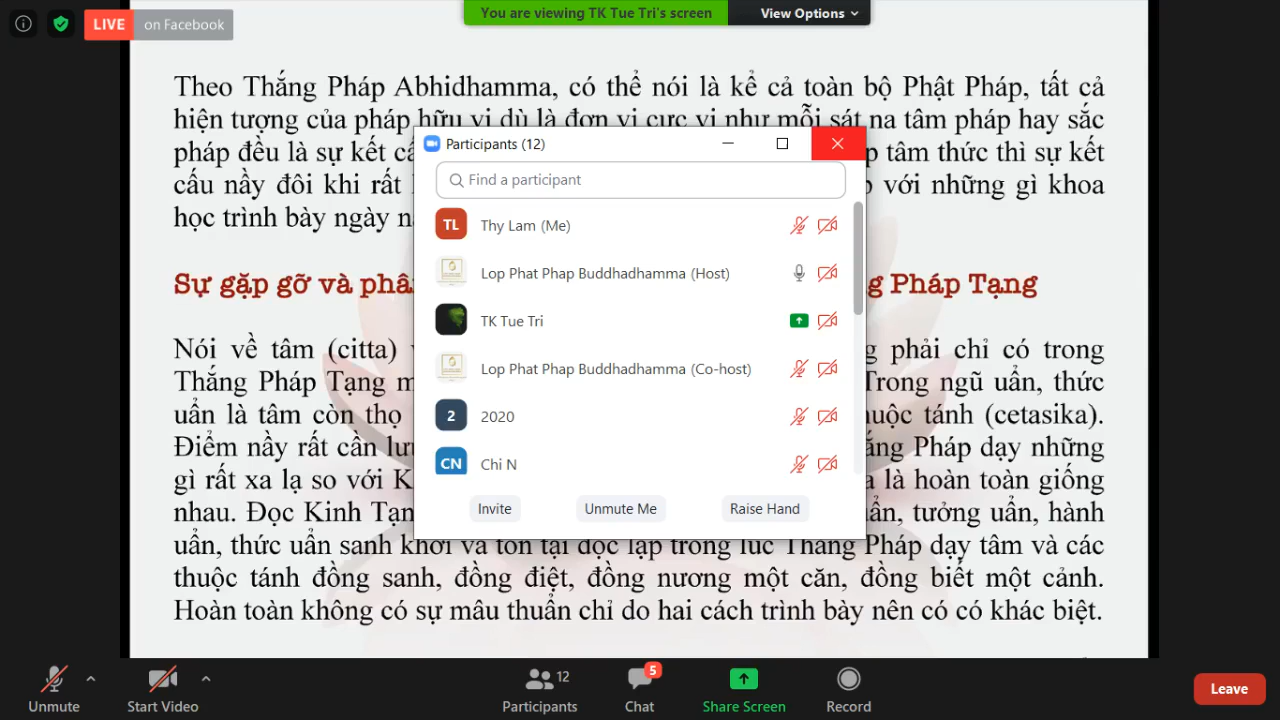 LIVE on Facebook
You are viewing TK Tue Tri's screen View Options
Theo Thắng Pháp Abhidhamma, có thể nói là kể cả toàn bộ Phật Pháp, tất cả
hiện tượng của pháp hữu vi dù là đơn vị cực vi như mỗi sát na tâm pháp hay sắc
pháp đều là sự kết cấ
tâm thức thì sự kết
cấu nầy đôi khi rất
với những gì khoa
học trình bày ngày n
Sự gặp gỡ và phâ
Pháp Tạng
Nói về tâm (citta)
phải chỉ có trong
Thắng Pháp Tạng m
Trong ngũ uẩn, thức
uẩn là tâm còn thọ
thuộc tánh (cetasika).
Điểm nầy rất cần lư
Pháp dạy những
gì rất xa lạ so với K
là hoàn toàn giống
nhau. Đọc Kinh Tạn
tưởng uẩn, hành
uẩn, thức uẩn sanh khởi và tồn tại độc lập trong lúc Thắng Pháp dạy tâm và các
thuộc tánh đồng sanh, đồng điệt, đồng nương một căn, đồng biết một cảnh.
Hoàn toàn không có sự mâu thuẩn chỉ do hai cách trình bày nên có có khác biệt.
Participants (12)
Find a participant
TL Thy Lam (Me)
Lop Phat Phap Buddhadhamma (Host)
TK Tue Tri
Lop Phat Phap Buddhadhamma (Co-host)
2 2020
CN Chi N
Invite Unmute Me Raise Hand
12 5
Unmute Start Video Participants Chat Share Screen Record Leave